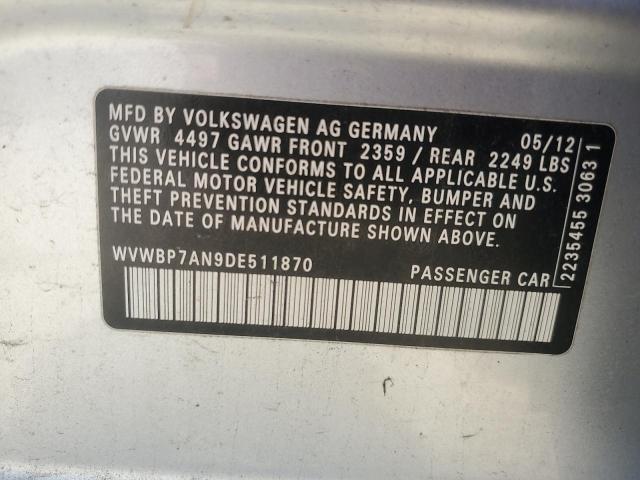 MFD BY VOLKSWAGEN AG GERMANY 05/12
GVWR 4497 GAWR FRONT 2359 / REAR 2249 LBS
THIS VEHICLE CONFORMS TO ALL APPLICABLE U.S.
FEDERAL MOTOR VEHICLE SAFETY, BUMPER AND
THEFT PREVENTION STANDARDS IN EFFECT ON
THE DATE OF MANUFACTURE SHOWN ABOVE.
WVWBP7AN9DE511870 PASSENGER CAR
2235455 3063 1